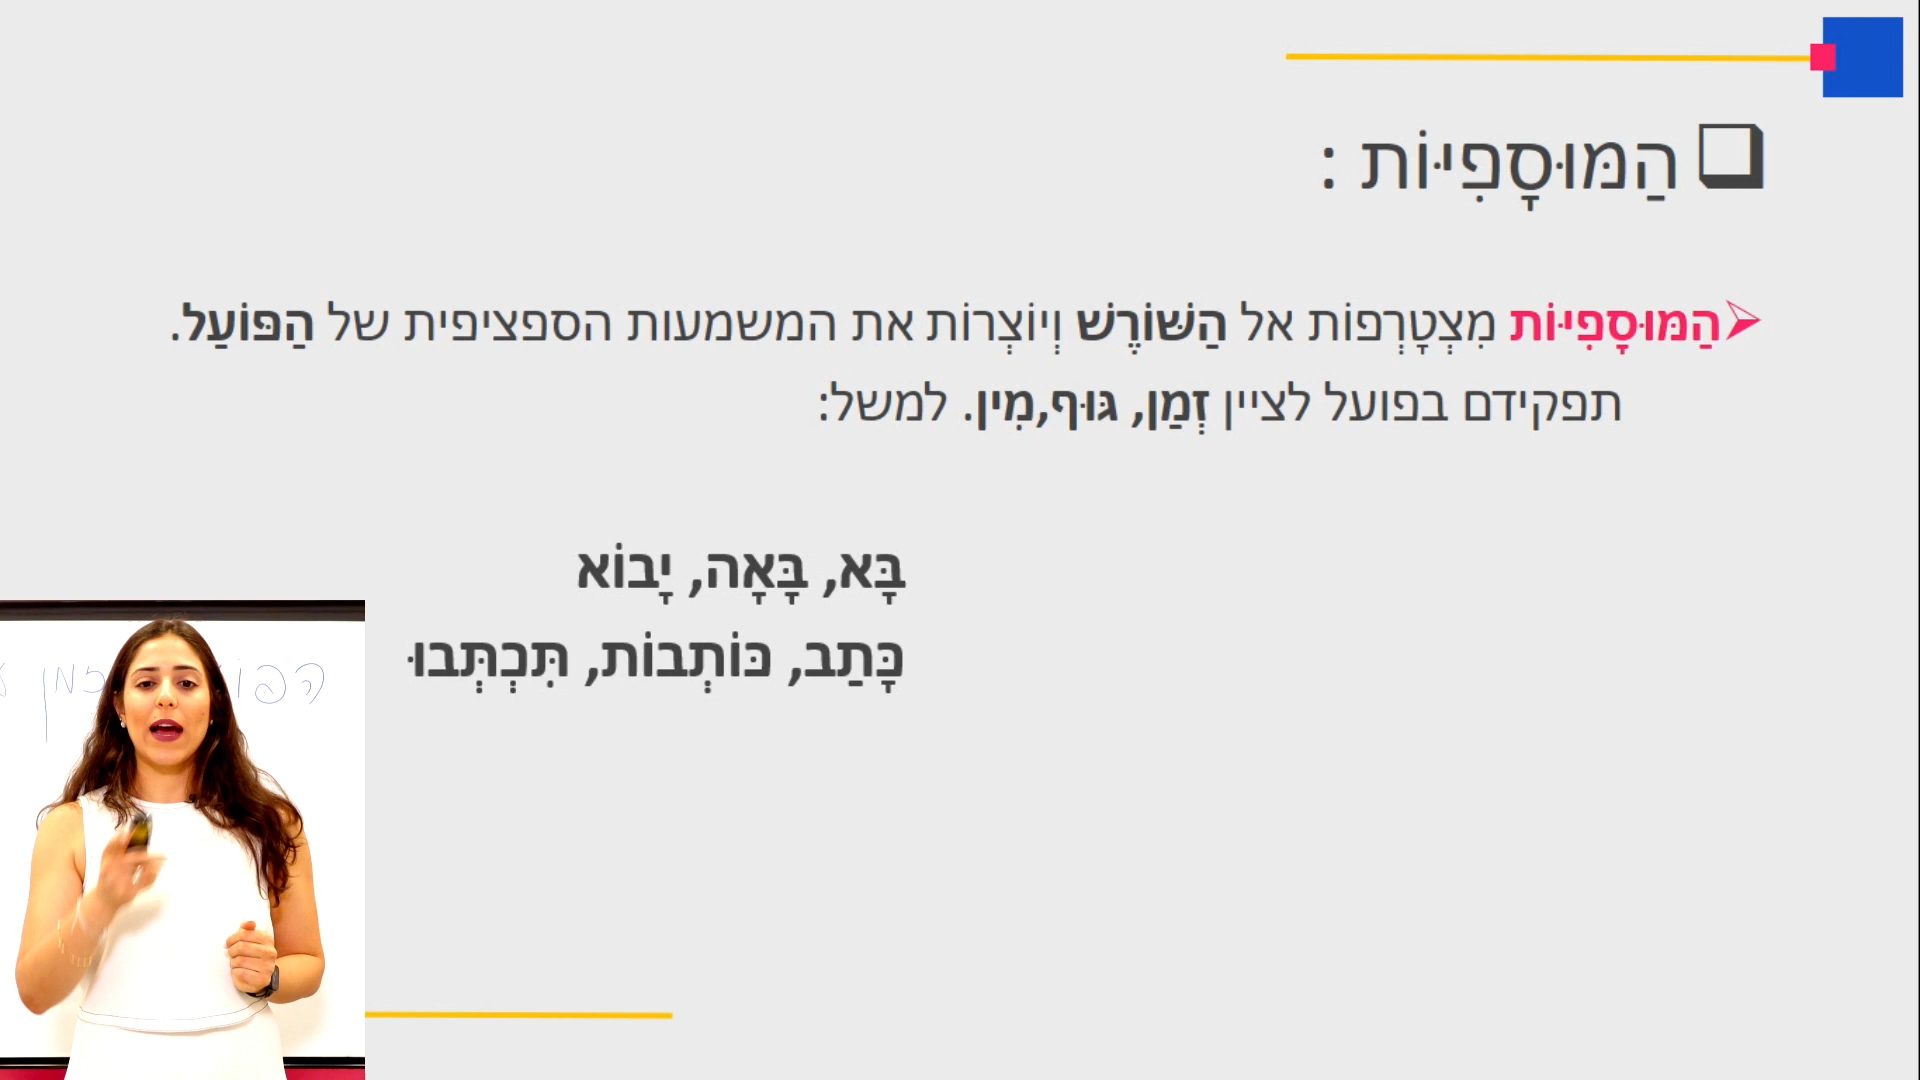 הַמּוּסָפִיּוֹת :
הַמּוּסָפִיּוֹת מִצְטָרְפוֹת אל הַשּׁוֹרֶשׁ וְיוֹצְרוֹת את המשמעות הספציפית של הַפּוֹעַל.
תפקידם בפועל לציין זְמַן, גּוּף,מִין. למשל:
בָּא, בָּאָה, יָבוֹא
כָּתַב, כּוֹתְבוֹת, תִּכְתְּבוּ